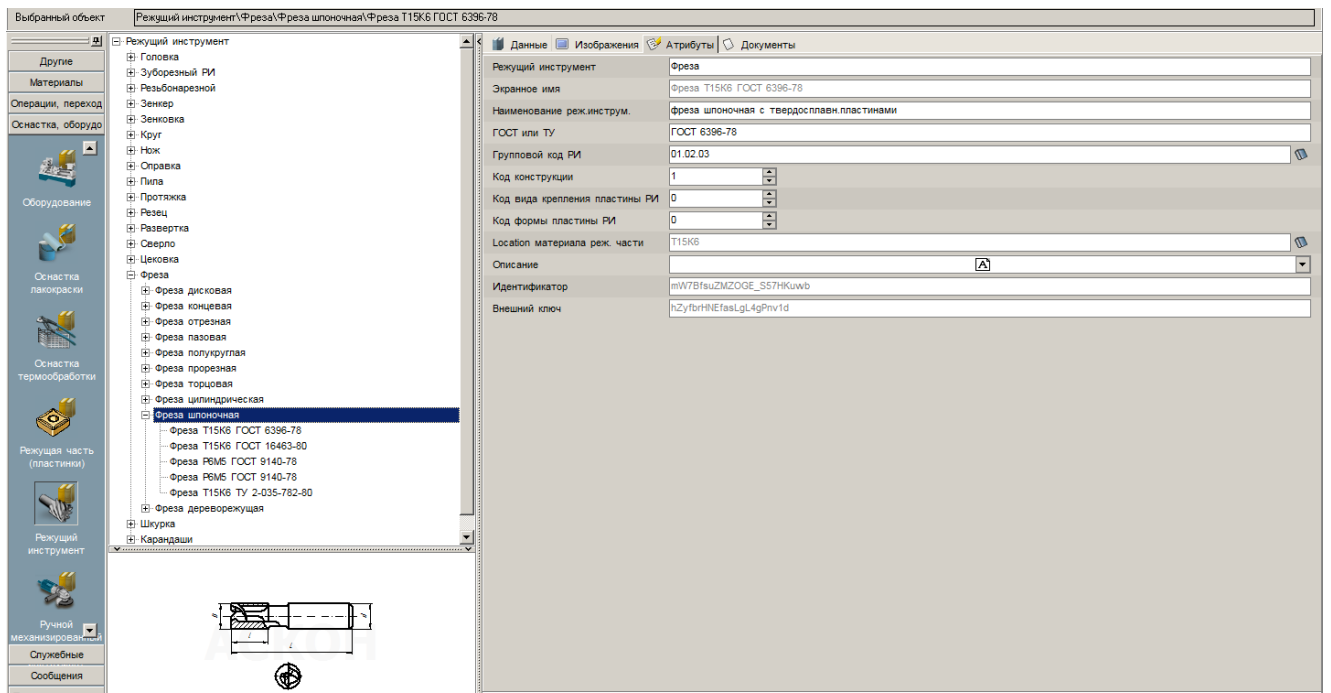 Выбранный объект
Режущий инструмент\Фреза\Фреза шпоночная\Фреза Т15К6 ГОСТ 6396-78
Другие
Материалы
Операции, переход
Оснастка, оборудо
Оборудование
Оснастка
лакокраски
Оснастка
термообработки
Режущая часть
(пластинки)
Режущий
инструмент
Ручной
механизированный
Служебные
Сообщения
Режущий инструмент
Головка
Зуборезный РИ
Резьбонарезной
Зенкер
Зенковка
Круг
Нож
Оправка
Пила
Протяжка
Резец
Развертка
Сверло
Цековка
Фреза
Фреза дисковая
Фреза концевая
Фреза отрезная
Фреза пазовая
Фреза полукруглая
Фреза прорезная
Фреза торцовая
Фреза цилиндрическая
Фреза шпоночная
Фреза Т15К6 ГОСТ 6396-78
Фреза Т15К6 ГОСТ 16463-80
Фреза Р6М5 ГОСТ 9140-78
Фреза Р6М5 ГОСТ 9140-78
Фреза Т15К6 ТУ 2-035-782-80
Фреза дереворежущая
Шкурка
Карандаши
АСКОН
Данные Изображения Атрибуты Документы
Режущий инструмент Фреза
Экранное имя Фреза Т15К6 ГОСТ 6396-78
Наименование реж.инструм. фреза шпоночная с твердосплавн.пластинами
ГОСТ или ТУ ГОСТ 6396-78
Групповой код РИ 01.02.03
Код конструкции 1
Код вида крепления пластины РИ 0
Код формы пластины РИ 0
Location материала реж. части Т15К6
Описание A
Идентификатор mW7BfsuZMZOGE_S57HKuwb
Внешний ключ hZyfbrHNEfasLgL4gPnv1d